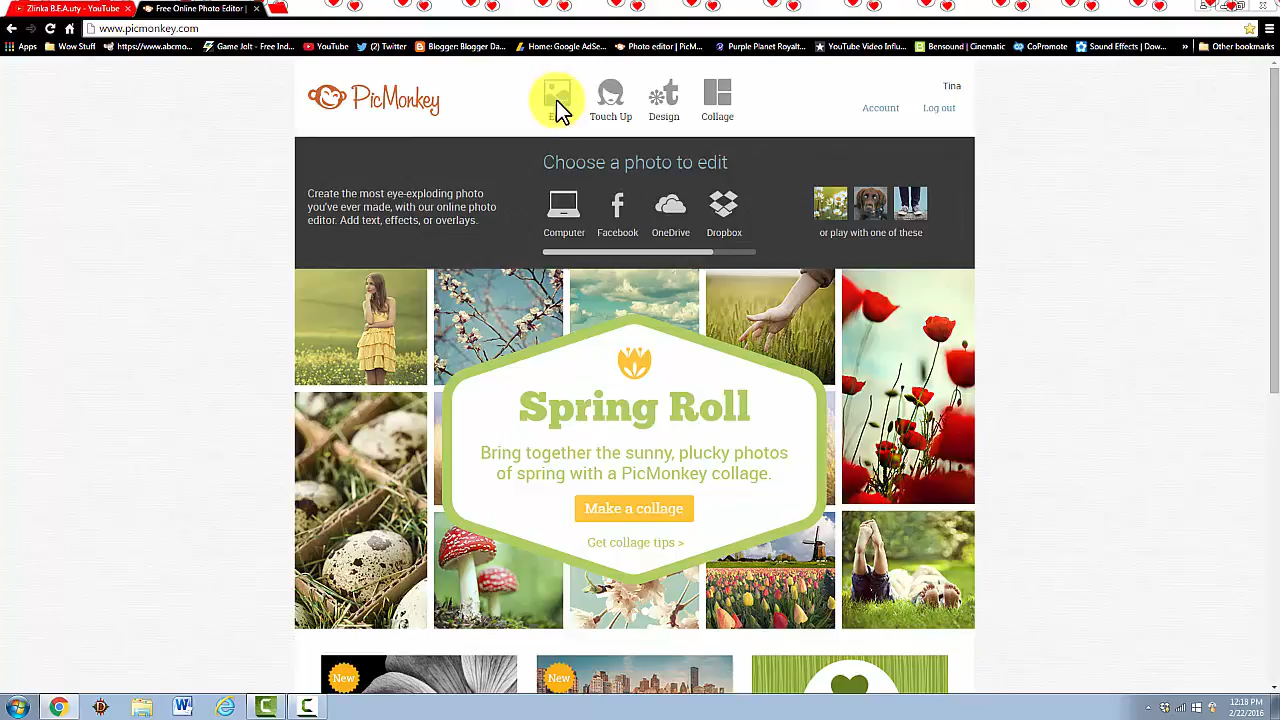 Zlinka B.E.A.uty - YouTube
Free Online Photo Editor |
www.picmonkey.com
Apps
Wow Stuff
https://www.abcmo...
Game Jolt - Free Ind...
YouTube
(2) Twitter
Blogger: Blogger Da...
Home: Google AdSe...
Photo editor | PicM...
Purple Planet Royalt...
YouTube Video Influ...
Bensound | Cinematic
CoPromote
Sound Effects | Dow...
»
Other bookmarks
PicMonkey
Touch Up
Design
Collage
Tina
Account
Log out
Choose a photo to edit
Create the most eye-exploding photo
you've ever made, with our online photo
editor. Add text, effects, or overlays.
Computer
Facebook
OneDrive
Dropbox
or play with one of these
Spring Roll
Bring together the sunny, plucky photos
of spring with a PicMonkey collage.
Make a collage
Get collage tips >
New
New
12:18 PM
2/22/2016